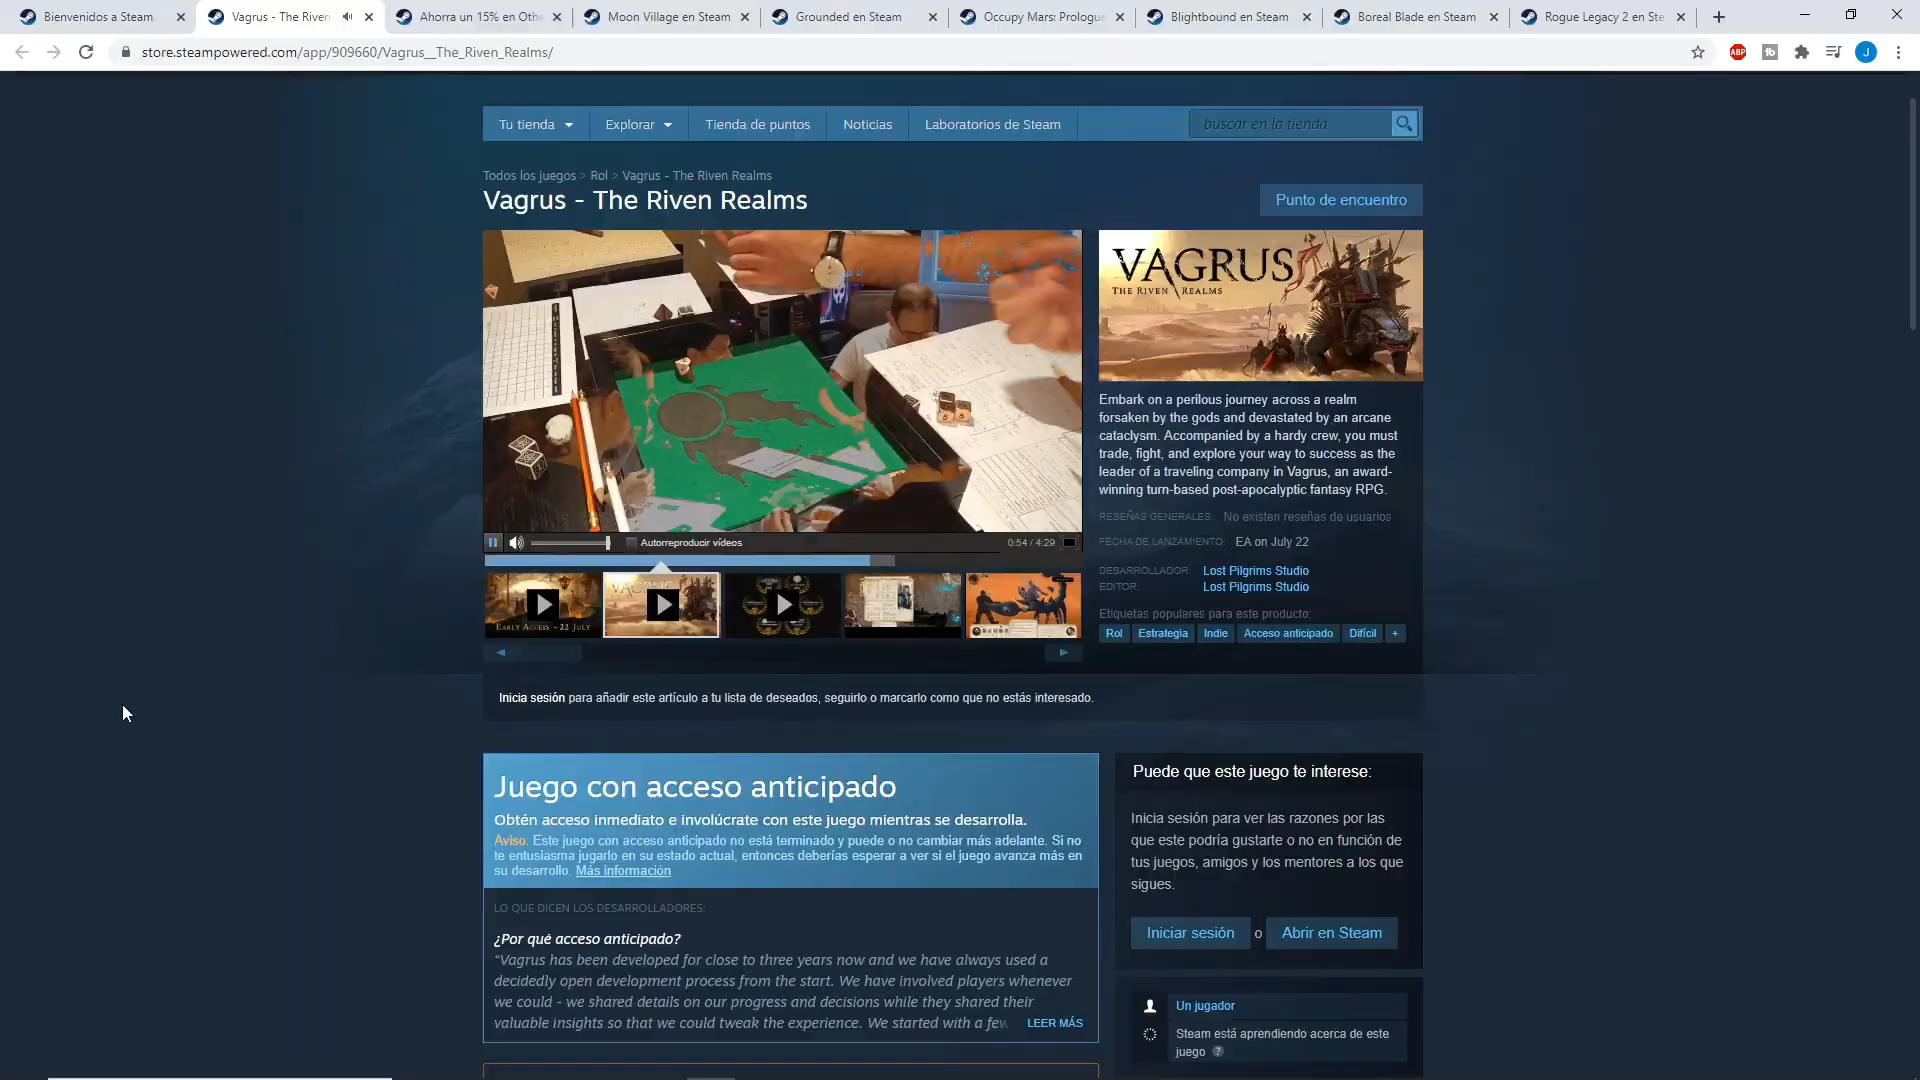 Bienvenidos a Steam
Vagrus - The Riven
Ahorra un 15% en Othe
Moon Village en Steam
Grounded en Steam
Occupy Mars: Prologue
Blightbound en Steam
Boreal Blade en Steam
Rogue Legacy 2 en Ste
store.steampowered.com/app/909660/Vagrus__The_Riven_Realms/
ABP
J
Tu tienda
Explorar
Tienda de puntos
Noticias
Laboratorios de Steam
buscar en la tienda
Todos los juegos > Rol > Vagrus - The Riven Realms
Vagrus - The Riven Realms
Punto de encuentro
VAGRUS
THE RIVEN REALMS
Embark on a perilous journey across a realm
forsaken by the gods and devastated by an arcane
cataclysm. Accompanied by a hardy crew, you must
trade, fight, and explore your way to success as the
leader of a traveling company in Vagrus, an award-
winning turn-based post-apocalyptic fantasy RPG.
RESEÑAS GENERALES: No existen reseñas de usuarios
FECHA DE LANZAMIENTO: EA on July 22
DESARROLLADOR: Lost Pilgrims Studio
EDITOR: Lost Pilgrims Studio
Etiquetas populares para este producto:
Rol Estrategia Indie Acceso anticipado Difícil +
Autorreproducir vídeos
0:54 / 4:29
EARLY ACCESS - 22 JULY
Inicia sesión para añadir este artículo a tu lista de deseados, seguirlo o marcarlo como que no estás interesado.
Juego con acceso anticipado
Obtén acceso inmediato e involúcrate con este juego mientras se desarrolla.
Aviso: Este juego con acceso anticipado no está terminado y puede o no cambiar más adelante. Si no
te entusiasma jugarlo en su estado actual, entonces deberías esperar a ver si el juego avanza más en
su desarrollo. Más información
LO QUE DICEN LOS DESARROLLADORES:
¿Por qué acceso anticipado?
“Vagrus has been developed for close to three years now and we have always used a
decidedly open development process from the start. We have involved players whenever
we could - we shared details on our progress and decisions while they shared their
valuable insights so that we could tweak the experience. We started with a few
LEER MÁS
Puede que este juego te interese:
Inicia sesión para ver las razones por las
que este podría gustarte o no en función de
tus juegos, amigos y los mentores a los que
sigues.
Iniciar sesión o Abrir en Steam
Un jugador
Steam está aprendiendo acerca de este
juego ?